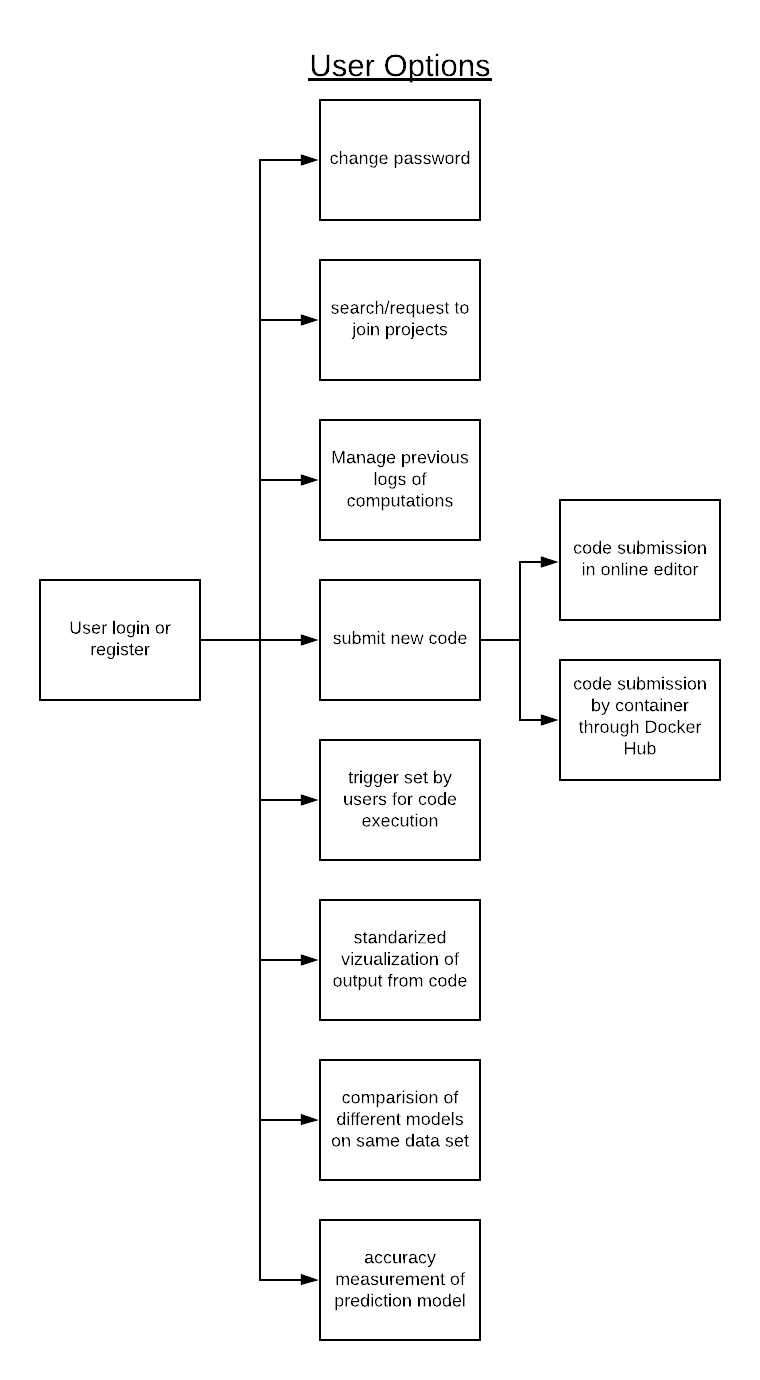 User Options
change password
search/request to
join projects
Manage previous
logs of
computations
User login or
register
submit new code
code submission
in online editor
code submission
by container
through Docker
Hub
trigger set by
users for code
execution
standarized
vizualization of
output from code
comparision of
different models
on same data set
accuracy
measurement of
prediction model